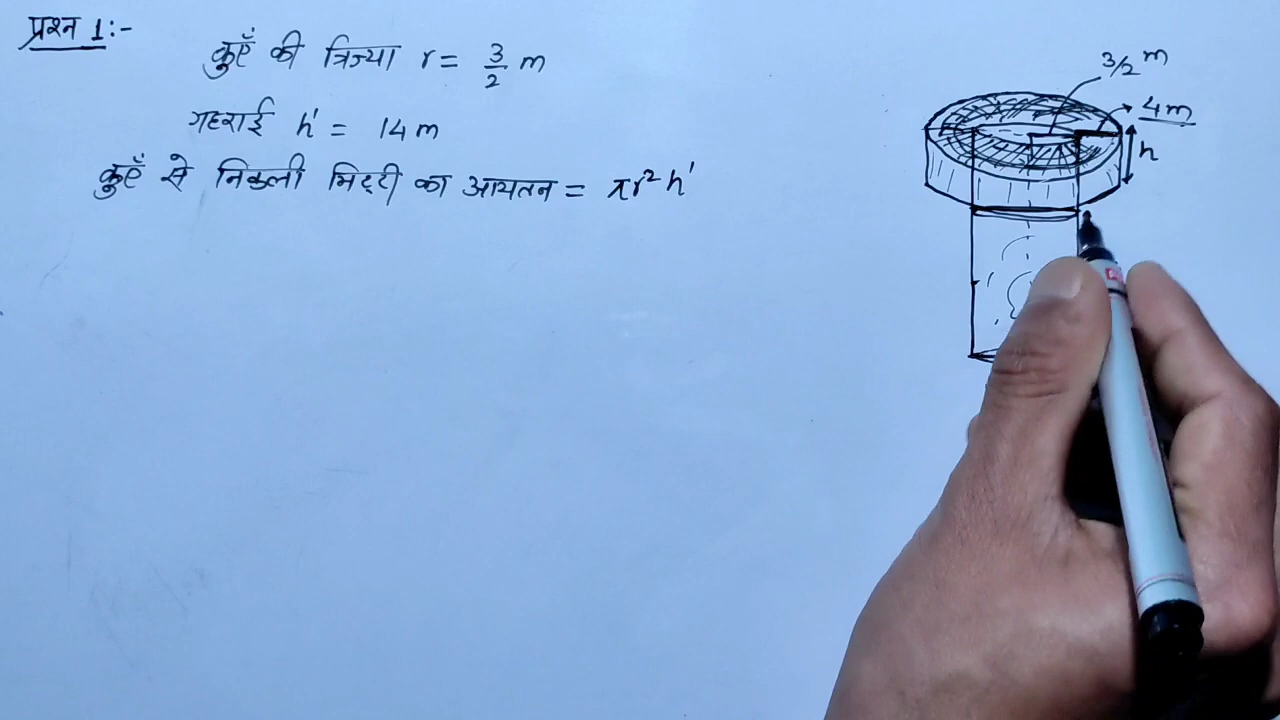 प्रश्न 1:-
कुएँ की त्रिज्या r = 3/2 m
गहराई h' = 14 m
कुएँ से निकली मिट्टी का आयतन = πr²h'
3/2 m
4m
h